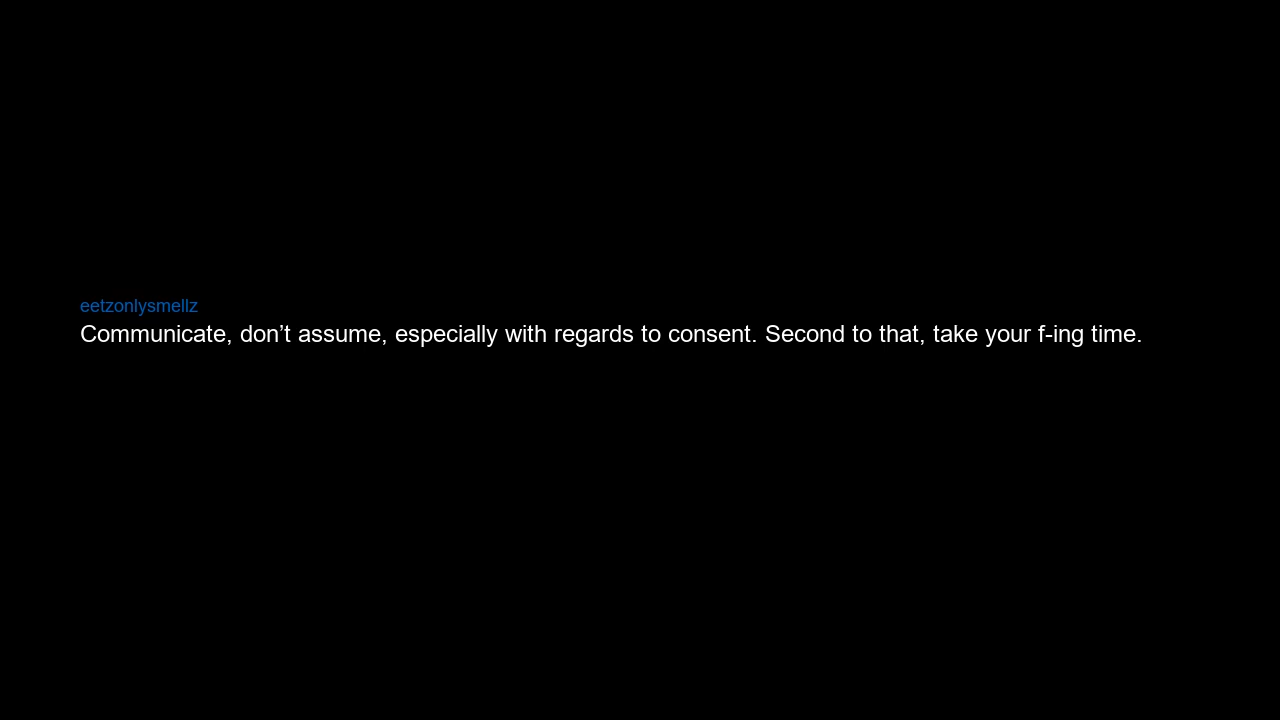 eetzonlysmellz
Communicate, don’t assume, especially with regards to consent. Second to that, take your f-ing time.